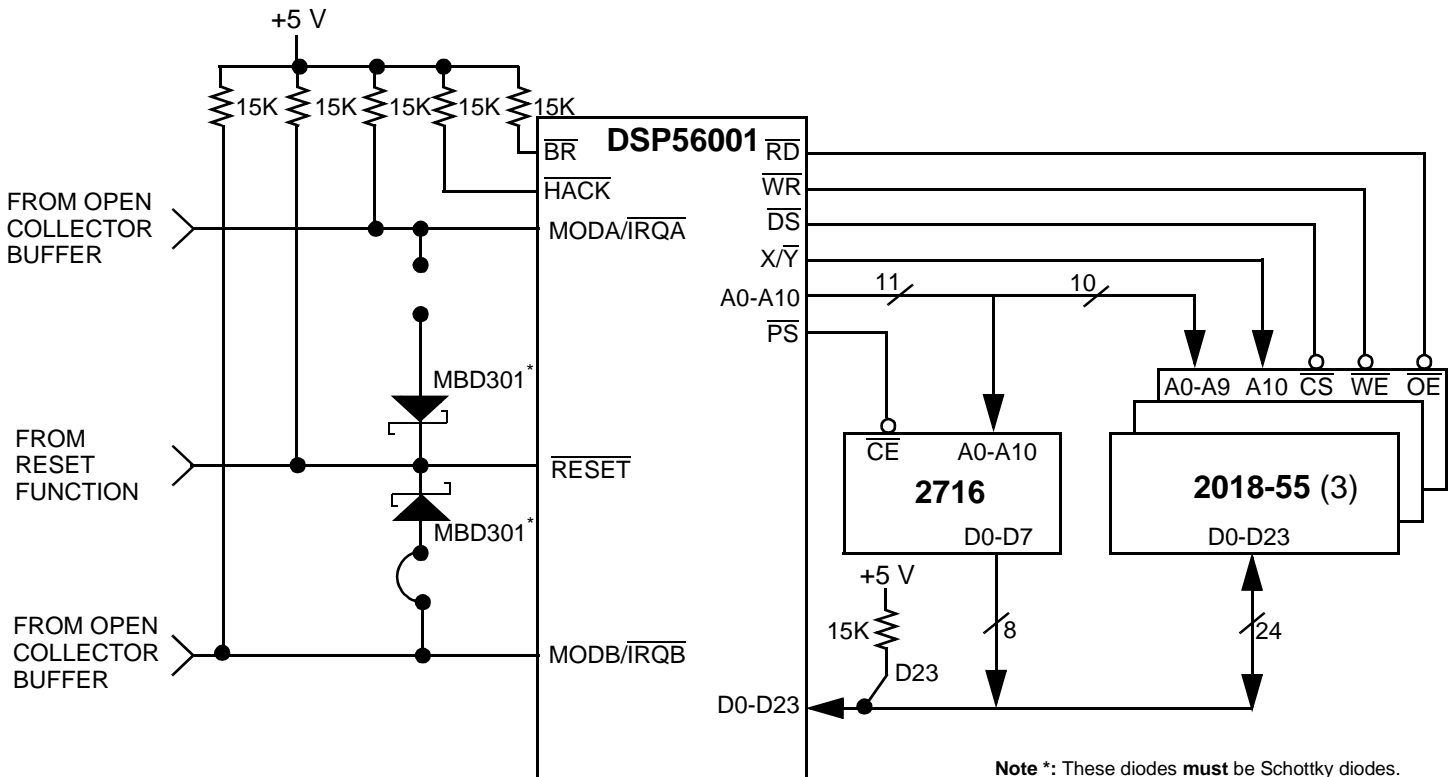 +5 V
15K 15K 15K 15K 15K
DSP56001
BR
HACK
MODA/IRQA
RESET
MODB/IRQB
RD
WR
DS
X/Y
A0-A10
PS
D0-D23
FROM OPEN
COLLECTOR
BUFFER
FROM
RESET
FUNCTION
FROM OPEN
COLLECTOR
BUFFER
MBD301*
MBD301*
11
10
CE A0-A10
2716
D0-D7
A0-A9 A10 CS WE OE
2018-55 (3)
D0-D23
+5 V
15K
D23
8
24
Note *: These diodes must be Schottky diodes.